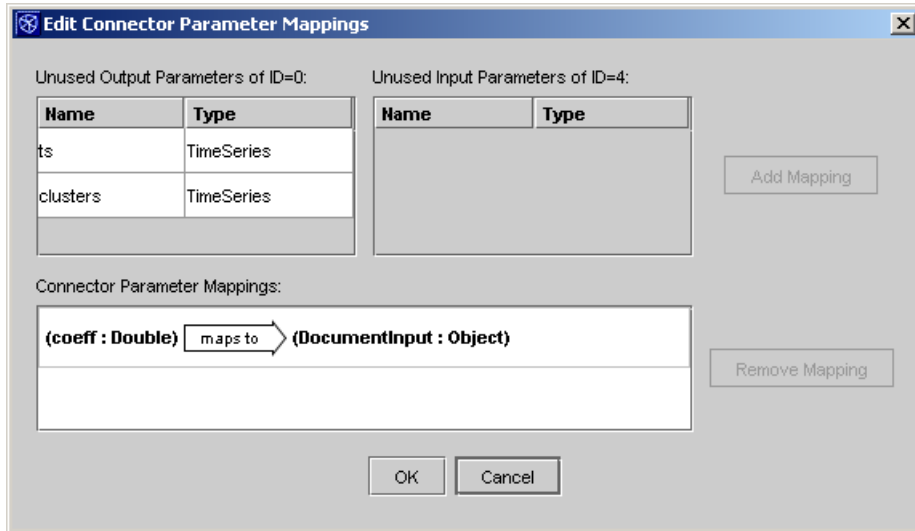 Edit Connector Parameter Mappings
Unused Output Parameters of ID=0: Unused Input Parameters of ID=4:
Name Type Name Type
ts TimeSeries
clusters TimeSeries
Add Mapping
Connector Parameter Mappings:
(coeff : Double) maps to (DocumentInput : Object)
Remove Mapping
OK Cancel